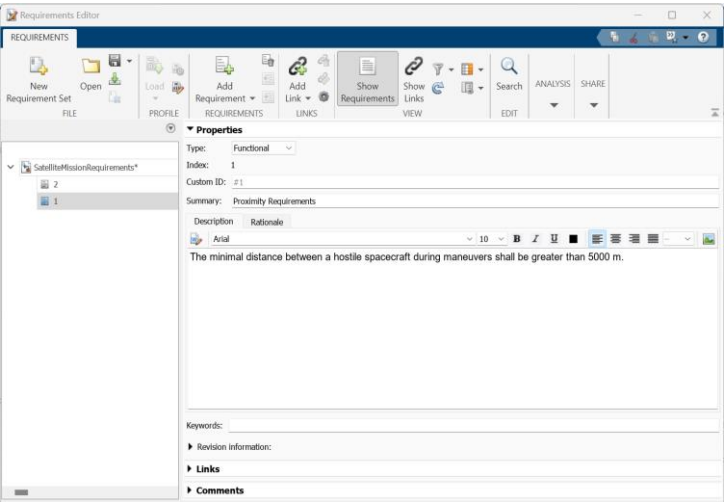 Requirements Editor
REQUIREMENTS
New
Requirement Set
Open
FILE
Load
PROFILE
Add
Requirement
REQUIREMENTS
Add
Link
LINKS
Show
Requirements
Show
Links
VIEW
Search
EDIT
ANALYSIS
SHARE
Properties
Type: Functional
Index: 1
Custom ID: #1
Summary: Proximity Requirements
SatelliteMissionRequirements*
2
1
Description Rationale
Arial 10 B I U
The minimal distance between a hostile spacecraft during maneuvers shall be greater than 5000 m.
Keywords:
Revision information:
Links
Comments